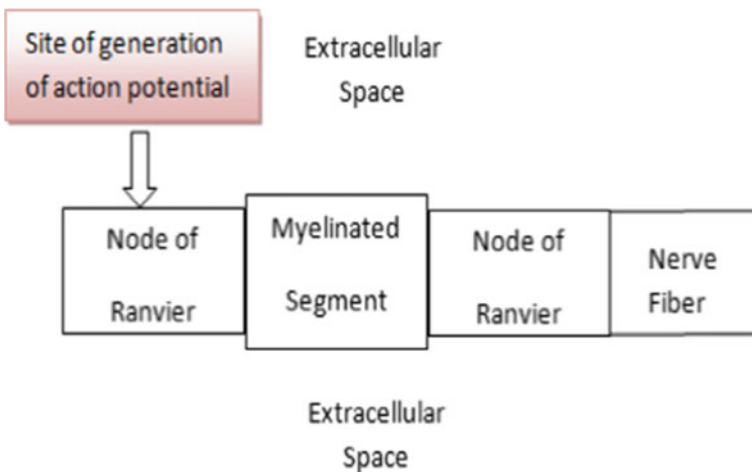 Site of generation
of action potential
Extracellular
Space
Node of
Ranvier
Myelinated
Segment
Node of
Ranvier
Nerve
Fiber
Extracellular
Space